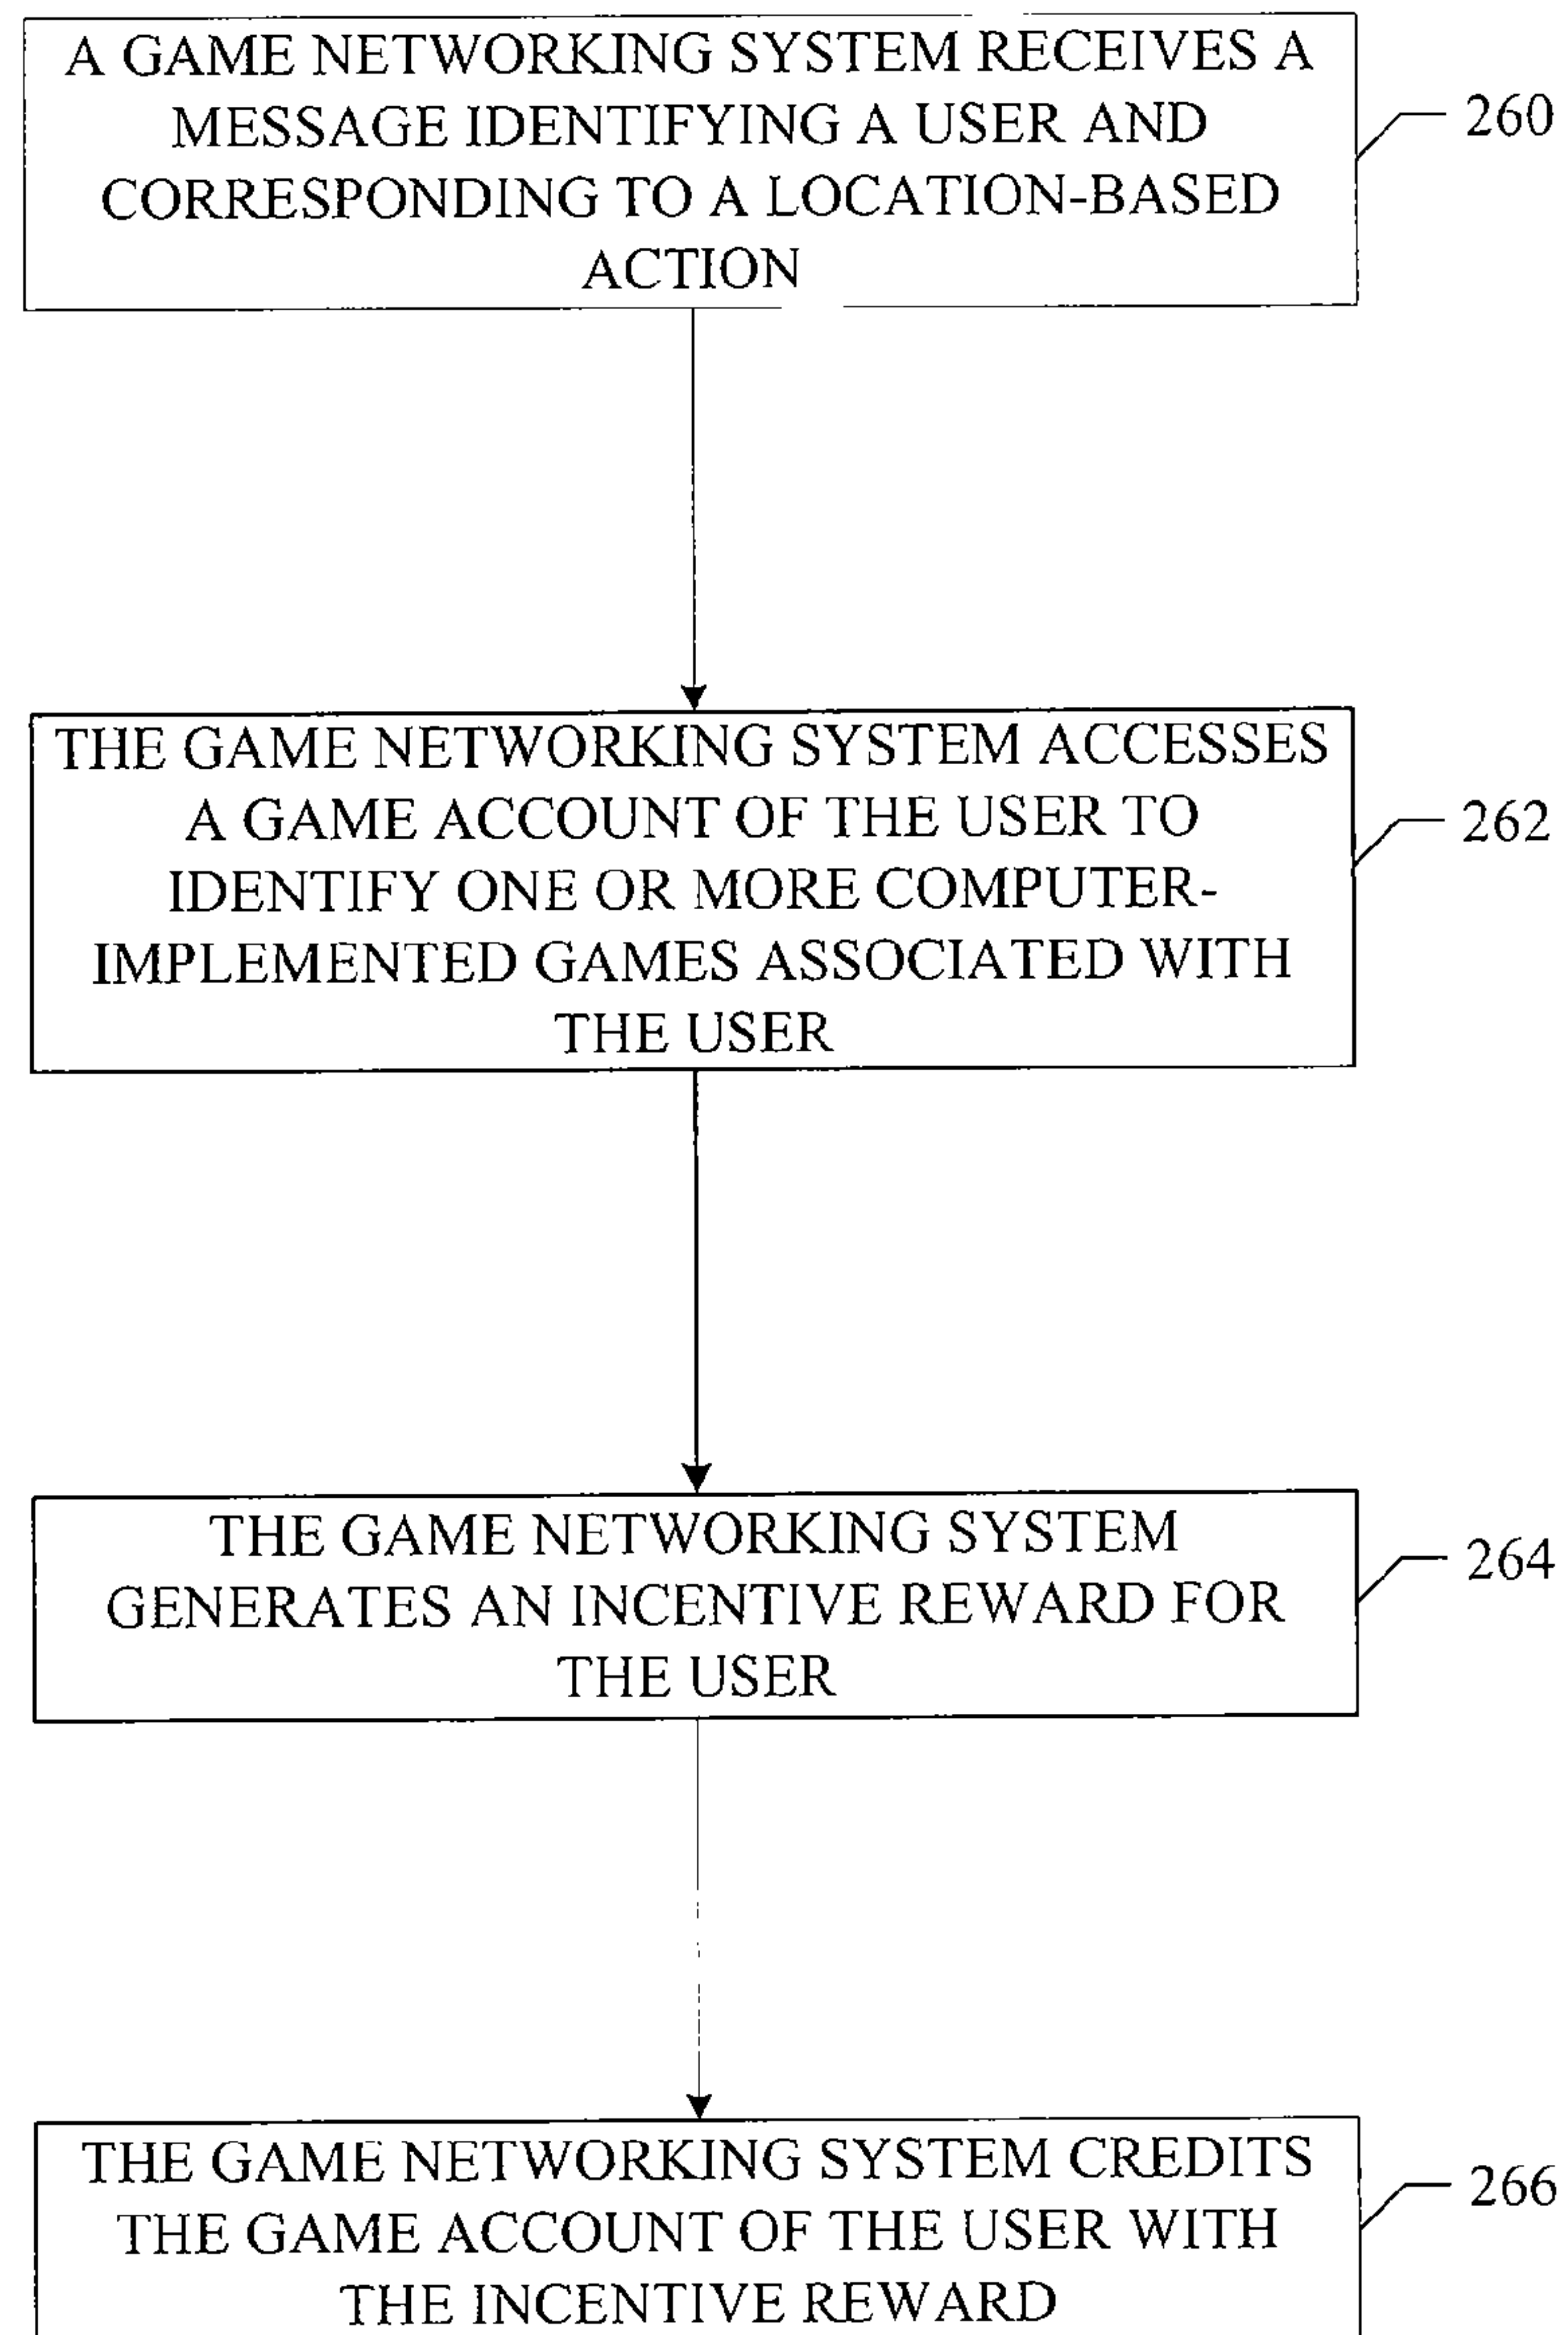 A GAME NETWORKING SYSTEM RECEIVES A
MESSAGE IDENTIFYING A USER AND
CORRESPONDING TO A LOCATION-BASED
ACTION
260
THE GAME NETWORKING SYSTEM ACCESSES
A GAME ACCOUNT OF THE USER TO
IDENTIFY ONE OR MORE COMPUTER-
IMPLEMENTED GAMES ASSOCIATED WITH
THE USER
262
THE GAME NETWORKING SYSTEM
GENERATES AN INCENTIVE REWARD FOR
THE USER
264
THE GAME NETWORKING SYSTEM CREDITS
THE GAME ACCOUNT OF THE USER WITH
THE INCENTIVE REWARD
266